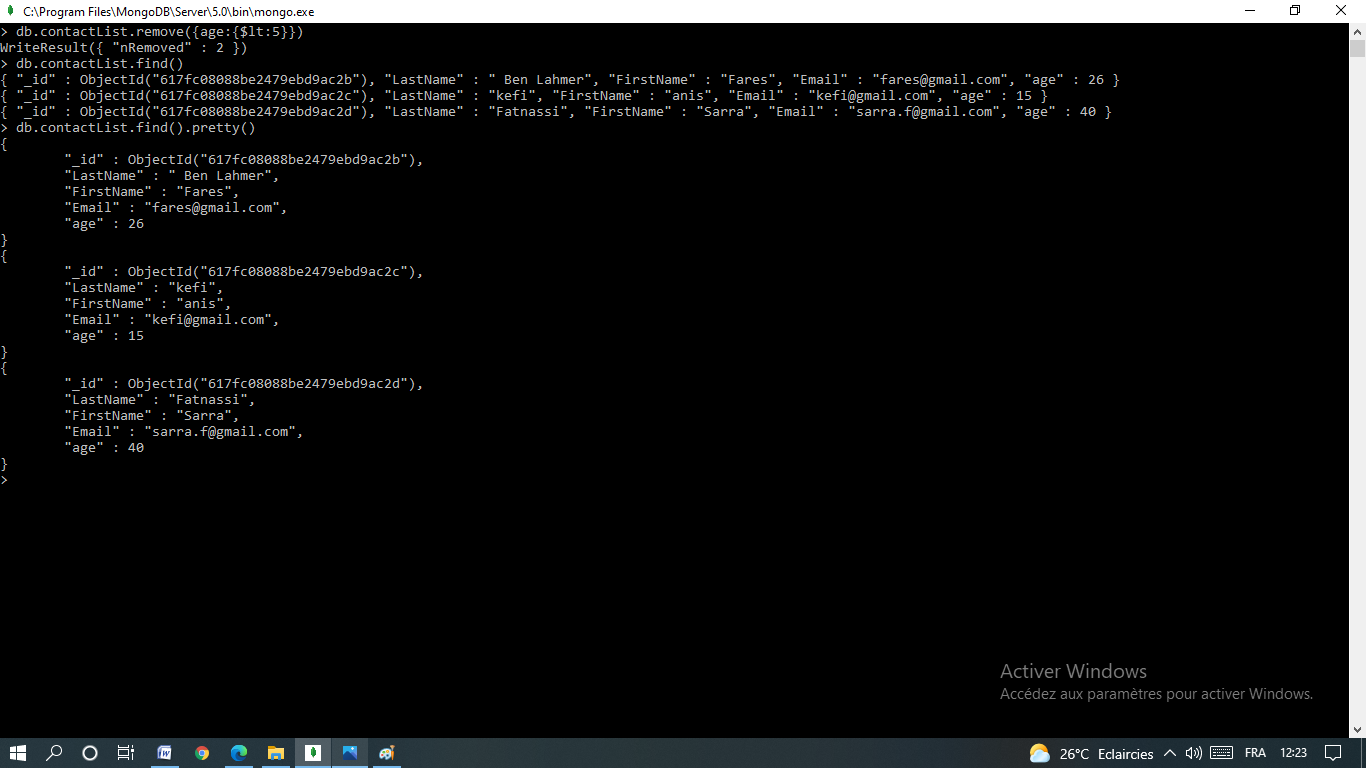 C:\Program Files\MongoDB\Server\5.0\bin\mongo.exe
> db.contactList.remove({age:{$lt:5}})
WriteResult({ "nRemoved" : 2 })
> db.contactList.find()
{ "_id" : ObjectId("617fc08088be2479ebd9ac2b"), "LastName" : " Ben Lahmer", "FirstName" : "Fares", "Email" : "fares@gmail.com", "age" : 26 }
{ "_id" : ObjectId("617fc08088be2479ebd9ac2c"), "LastName" : "kefi", "FirstName" : "anis", "Email" : "kefi@gmail.com", "age" : 15 }
{ "_id" : ObjectId("617fc08088be2479ebd9ac2d"), "LastName" : "Fatnassi", "FirstName" : "Sarra", "Email" : "sarra.f@gmail.com", "age" : 40 }
> db.contactList.find().pretty()
{
"_id" : ObjectId("617fc08088be2479ebd9ac2b"),
"LastName" : " Ben Lahmer",
"FirstName" : "Fares",
"Email" : "fares@gmail.com",
"age" : 26
}
{
"_id" : ObjectId("617fc08088be2479ebd9ac2c"),
"LastName" : "kefi",
"FirstName" : "anis",
"Email" : "kefi@gmail.com",
"age" : 15
}
{
"_id" : ObjectId("617fc08088be2479ebd9ac2d"),
"LastName" : "Fatnassi",
"FirstName" : "Sarra",
"Email" : "sarra.f@gmail.com",
"age" : 40
}
>
Activer Windows
Accédez aux paramètres pour activer Windows.
26°C Eclaircies FRA 12:23